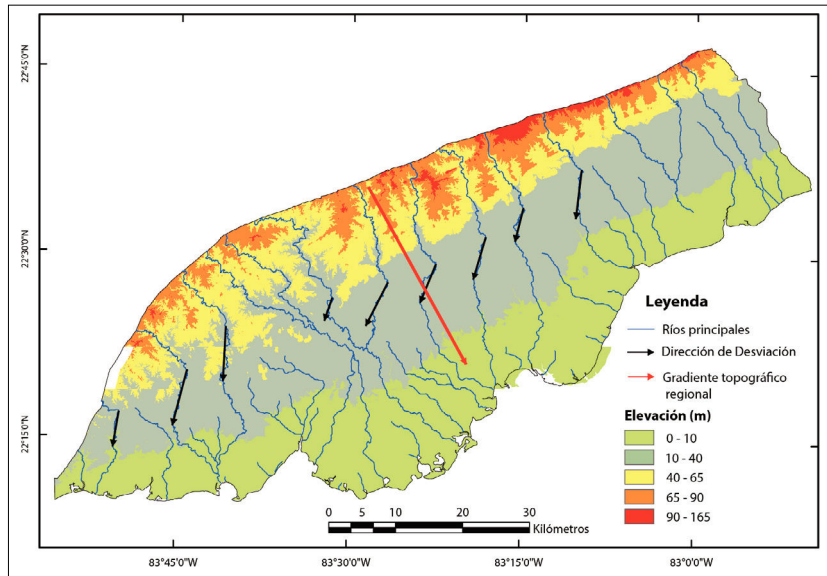 22°45'0"N
22°30'0"N
22°15'0"N
Leyenda
Ríos principales
Dirección de Desviación
Gradiente topográfico
regional
Elevación (m)
0 - 10
10 - 40
40 - 65
65 - 90
90 - 165
0 5 10 20 30
Kilómetros
83°45'0"W 83°30'0"W 83°15'0"W 83°0'0"W